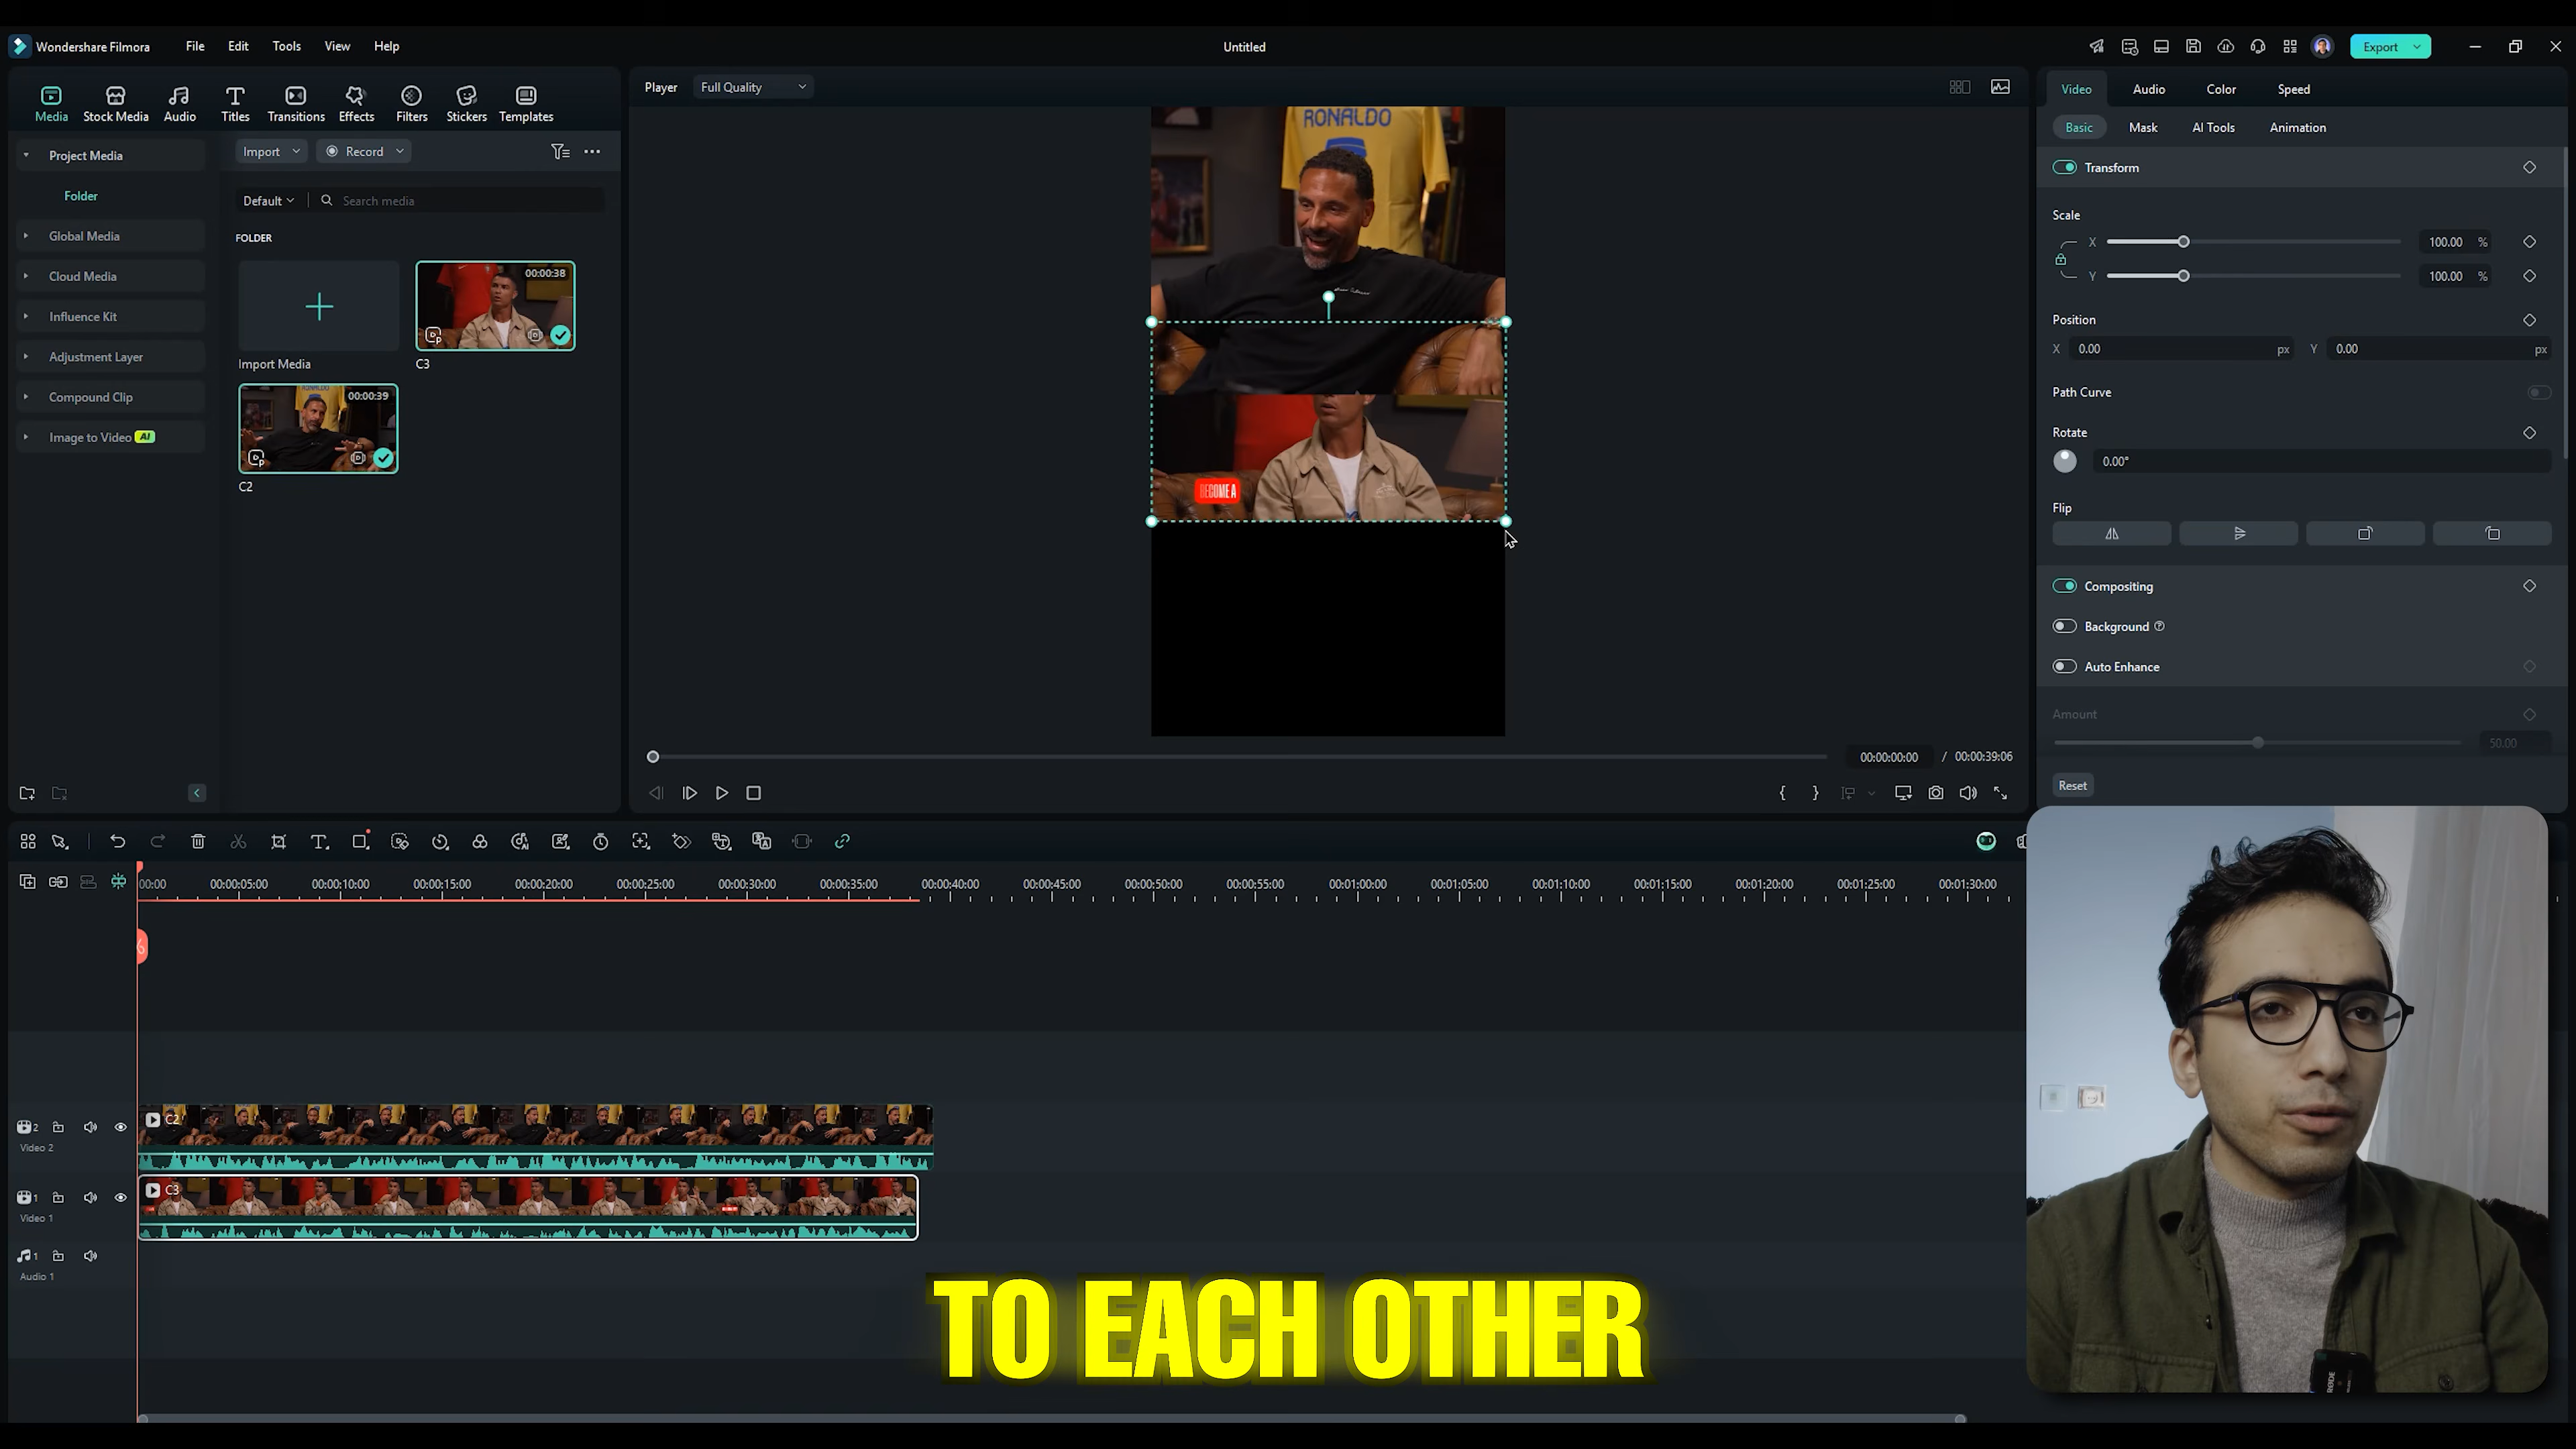 Wondershare Filmora File Edit Tools View Help Untitled Export
Media Stock Media Audio Titles Transitions Effects Filters Stickers Templates
Project Media
Folder
Global Media
Cloud Media
Influence Kit
Adjustment Layer
Compound Clip
Image to Video AI
Import Record
Default Search media
FOLDER
Import Media
00:00:38
C3
00:00:39
C2
Player Full Quality
RONALDO
BECOME A
00:00:00:00 / 00:00:39:06
Video Audio Color Speed
Basic Mask AI Tools Animation
Transform
Scale
X 100.00 %
Y 100.00 %
Position
X 0.00 px Y 0.00 px
Path Curve
Rotate
0.00°
Flip
Compositing
Background
Auto Enhance
Amount
50.00
Reset
00:00 00:00:05:00 00:00:10:00 00:00:15:00 00:00:20:00 00:00:25:00 00:00:30:00 00:00:35:00 00:00:40:00 00:00:45:00 00:00:50:00 00:00:55:00 00:01:00:00 00:01:05:00 00:01:10:00 00:01:15:00 00:01:20:00 00:01:25:00 00:01:30:00
2
Video 2
C2
1
Video 1
C3
1
Audio 1
TO EACH OTHER
RØDE